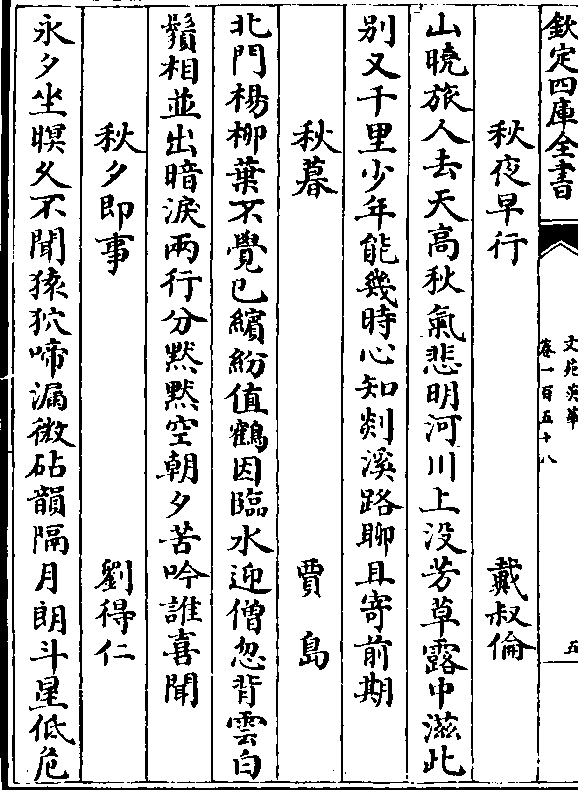 欽定四庫全書
文苑英華
卷一百五十八
五
秋夜早行
戴叔倫
山曉旅人去天高秋氣悲明河川上没芳草露中滋此
别又千里少年能幾時心知剡溪路聊且寄前期
秋暮
賈島
北門楊柳葉不覺已繽紛值鶴因臨水迎僧忽背雲白
鬚相並出暗淚兩行分黙黙空朝夕苦吟誰喜聞
秋夕即事
劉得仁
永夕坐暝久不聞猿狖啼漏微砧韻隔月朗斗星低危